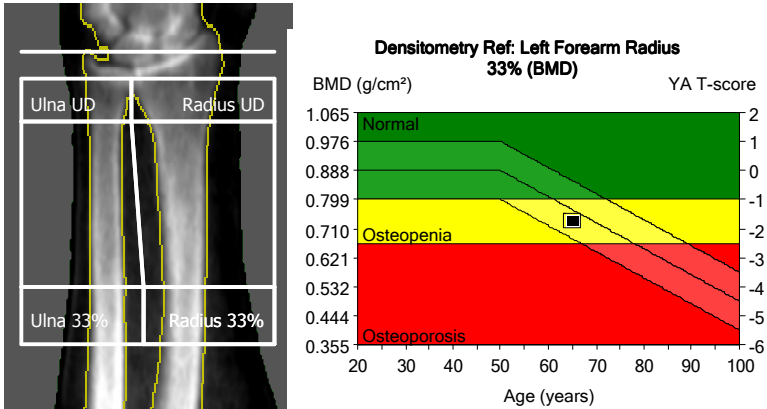 Ulna UD
Radius UD
Ulna 33%
Radius 33%
Densitometry Ref: Left Forearm Radius
33% (BMD)
BMD (g/cm²)
YA T-score
1.065
0.976
0.888
0.799
0.710
0.621
0.532
0.444
0.355
Normal
Osteopenia
Osteoporosis
2
1
0
-1
-2
-3
-4
-5
-6
20 30 40 50 60 70 80 90 100
Age (years)